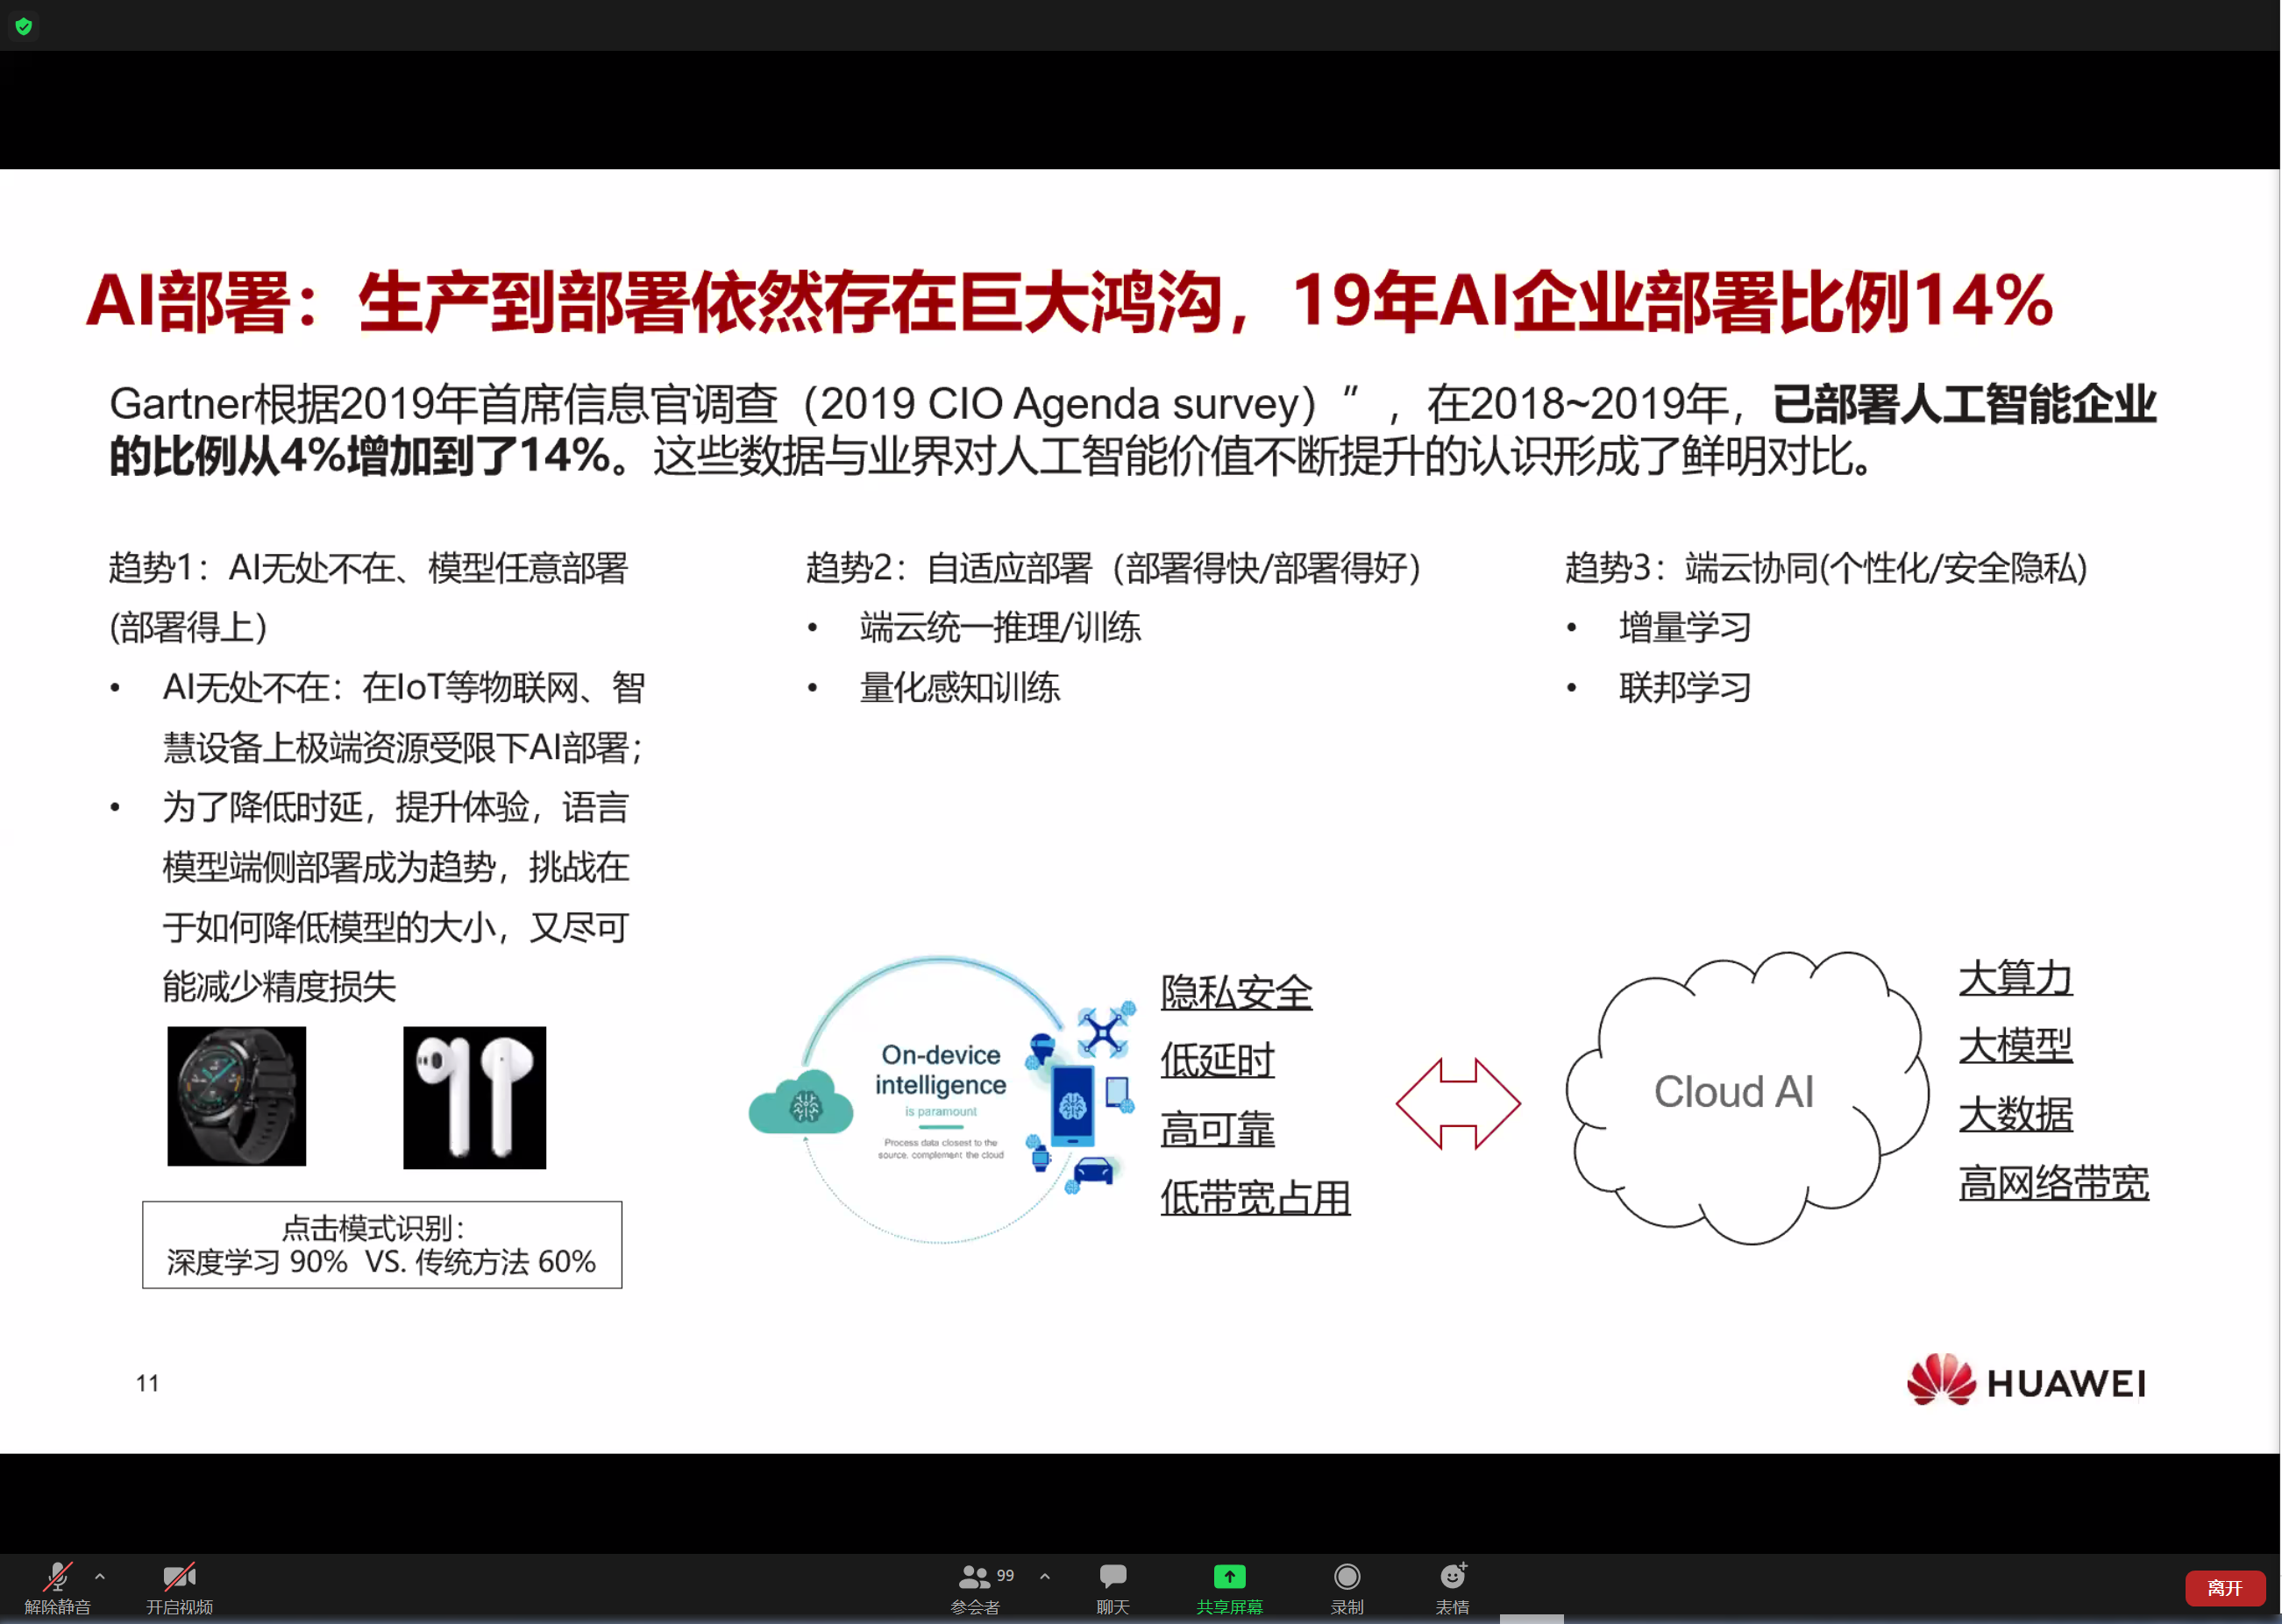 AI部署：生产到部署依然存在巨大鸿沟，19年AI企业部署比例14%
Gartner根据2019年首席信息官调查（2019 CIO Agenda survey）”，在2018~2019年，已部署人工智能企业
的比例从4%增加到了14%。这些数据与业界对人工智能价值不断提升的认识形成了鲜明对比。
趋势1：AI无处不在、模型任意部署
(部署得上)
• AI无处不在：在IoT等物联网、智
慧设备上极端资源受限下AI部署；
• 为了降低时延，提升体验，语言
模型端侧部署成为趋势，挑战在
于如何降低模型的大小，又尽可
能减少精度损失
点击模式识别：
深度学习 90% VS. 传统方法 60%
趋势2：自适应部署（部署得快/部署得好）
• 端云统一推理/训练
• 量化感知训练
On-device
intelligence
is paramount
Process data closest to the
source, complement the cloud
隐私安全
低延时
高可靠
低带宽占用
趋势3：端云协同(个性化/安全隐私)
• 增量学习
• 联邦学习
Cloud AI
大算力
大模型
大数据
高网络带宽
11
HUAWEI
解除静音
开启视频
99
参会者
聊天
共享屏幕
录制
表情
离开